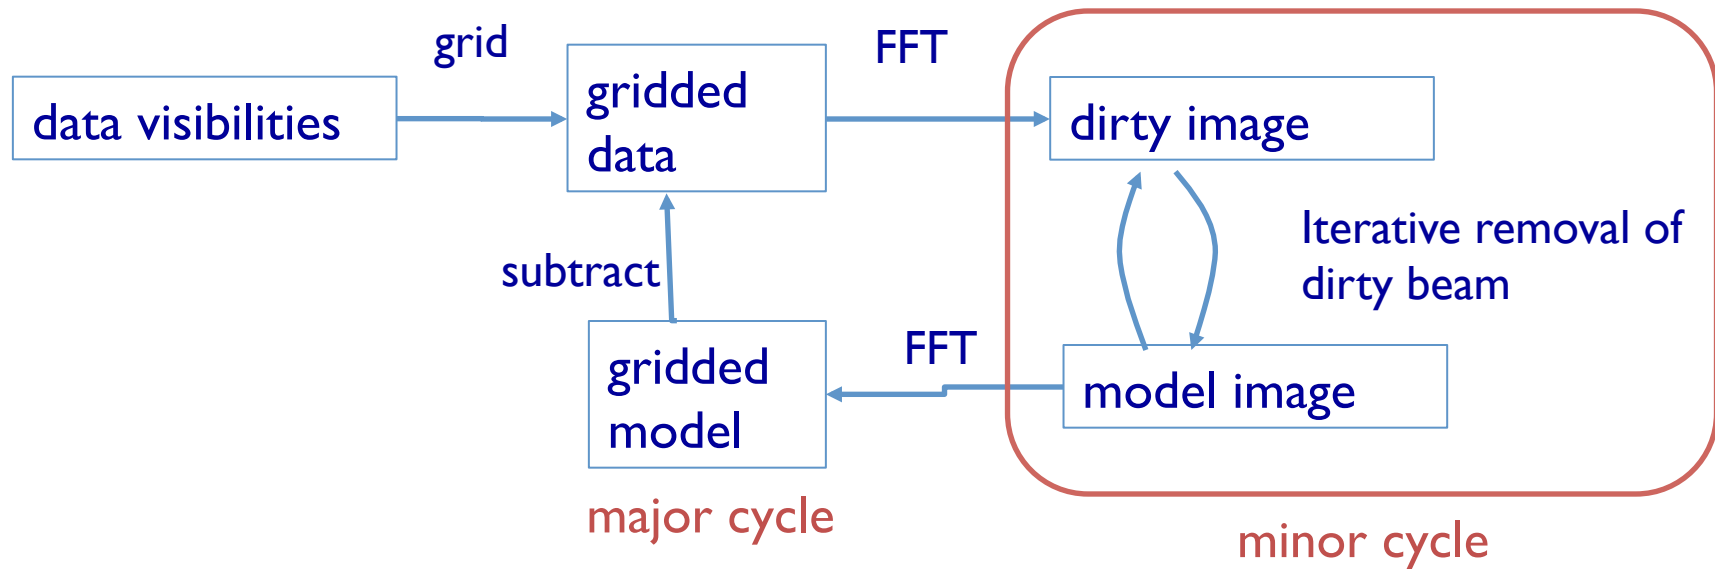 grid
FFT
data visibilities
gridded
data
dirty image
subtract
Iterative removal of
dirty beam
FFT
gridded
model
model image
major cycle
minor cycle